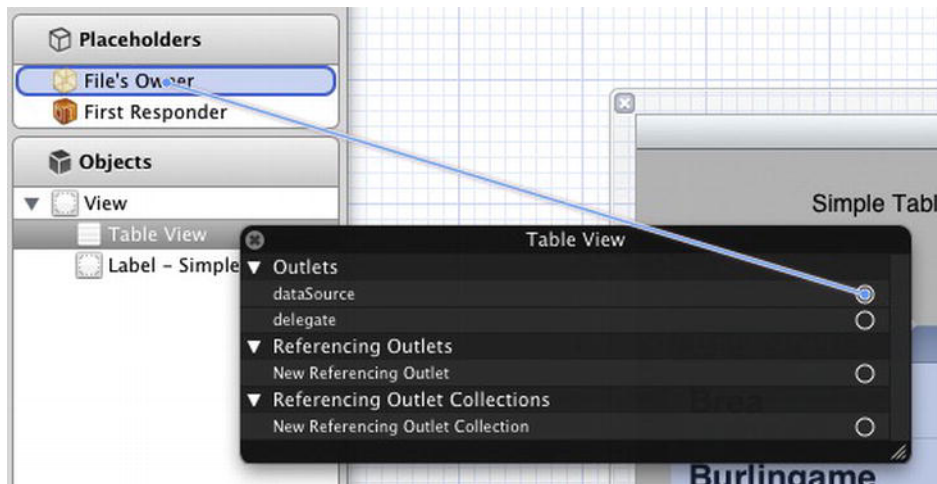 Placeholders
File's Owner
First Responder
Objects
View
Table View
Label – Simple
Simple Tabl
Table View
Outlets
dataSource
delegate
Referencing Outlets
New Referencing Outlet
Referencing Outlet Collections
New Referencing Outlet Collection
Brea
Burlingame